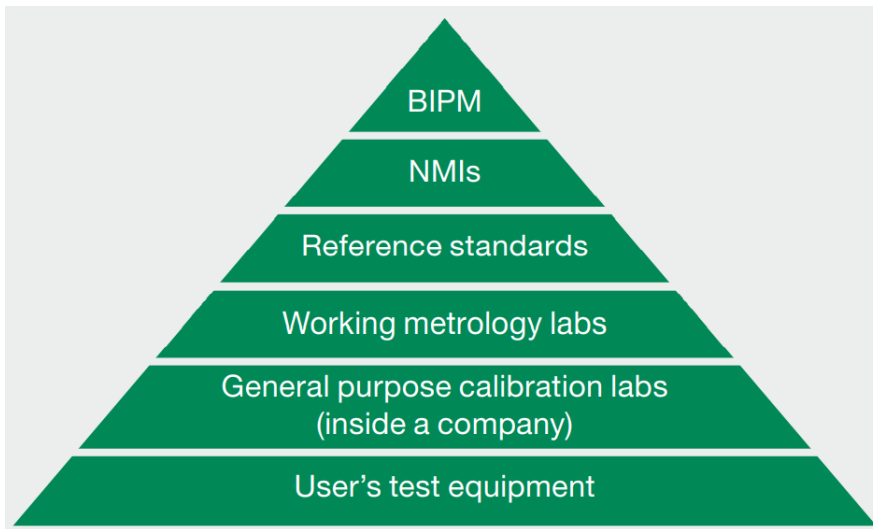 BIPM
NMIs
Reference standards
Working metrology labs
General purpose calibration labs
(inside a company)
User’s test equipment